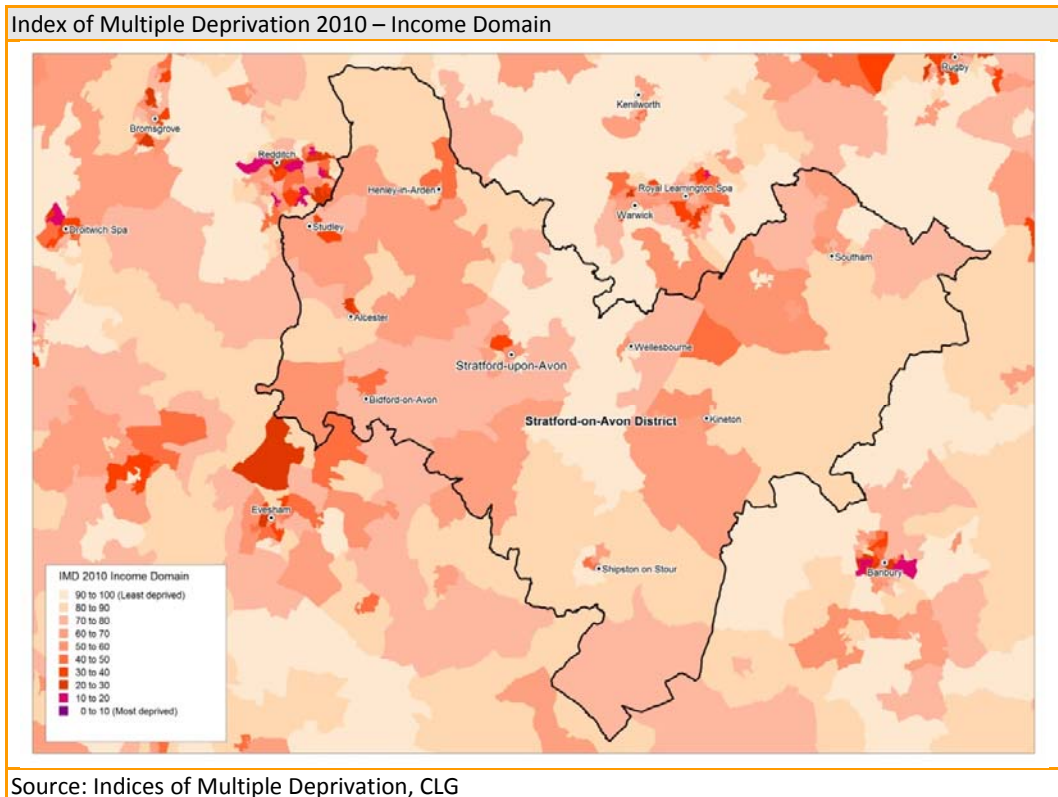 Index of Multiple Deprivation 2010 – Income Domain
Rugby
Kenilworth
Bromsgrove
Redditch
Henley-in-Arden
Royal Leamington Spa
Warwick
Droitwich Spa
Studley
Southam
Alcester
Wellesbourne
Stratford-upon-Avon
Bidford-on-Avon
Stratford-on-Avon District
Kineton
Evesham
Shipston on Stour
Banbury
IMD 2010 Income Domain
90 to 100 (Least deprived)
80 to 90
70 to 80
60 to 70
50 to 60
40 to 50
30 to 40
20 to 30
10 to 20
0 to 10 (Most deprived)
Source: Indices of Multiple Deprivation, CLG